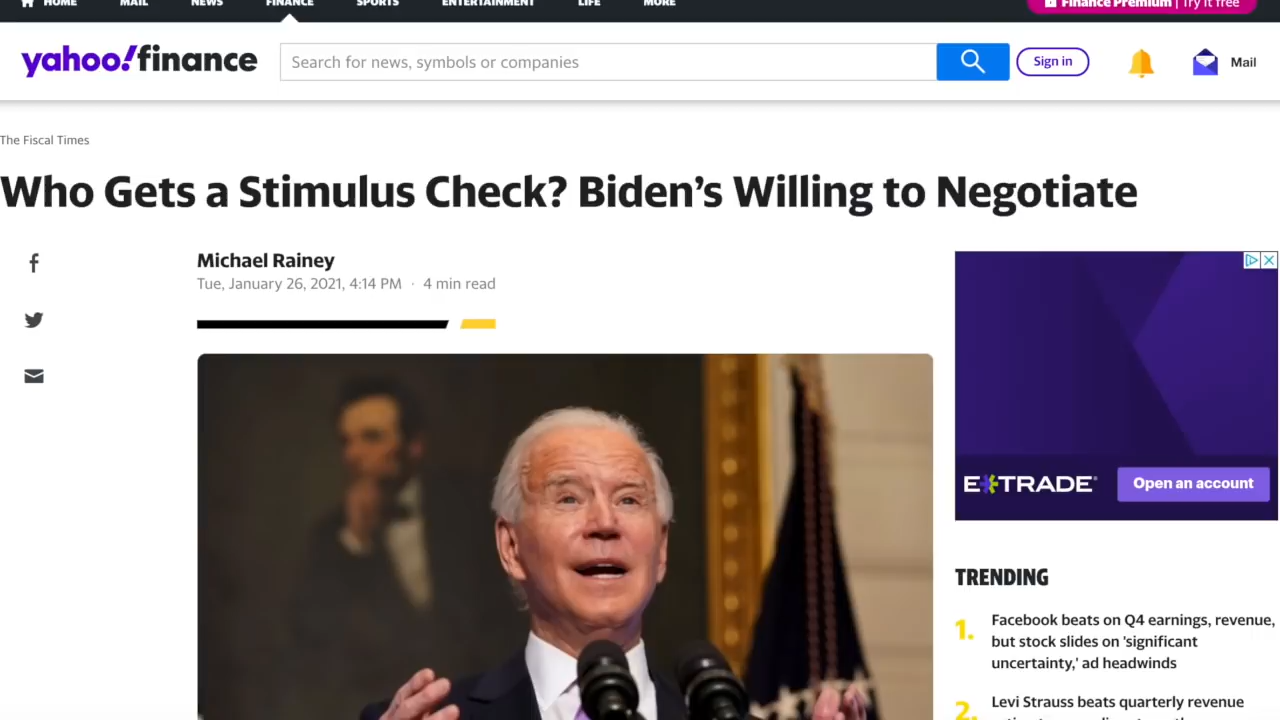 HOME MAIL NEWS FINANCE SPORTS ENTERTAINMENT LIFE MORE Finance Premium | Try it free
yahoo!finance Search for news, symbols or companies Sign in Mail
The Fiscal Times
Who Gets a Stimulus Check? Biden’s Willing to Negotiate
Michael Rainey
Tue, January 26, 2021, 4:14 PM · 4 min read
E*TRADE Open an account
TRENDING
1. Facebook beats on Q4 earnings, revenue,
but stock slides on 'significant
uncertainty,' ad headwinds
2. Levi Strauss beats quarterly revenue